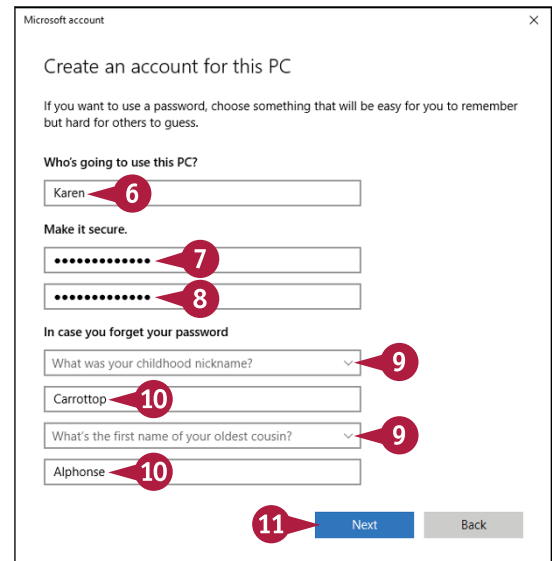 Microsoft account
Create an account for this PC
If you want to use a password, choose something that will be easy for you to remember
but hard for others to guess.
Who's going to use this PC?
Karen 6
Make it secure.
••••••••••••• 7
••••••••••••• 8
In case you forget your password
What was your childhood nickname? 9
Carrottop 10
What's the first name of your oldest cousin? 9
Alphonse 10
11 Next Back